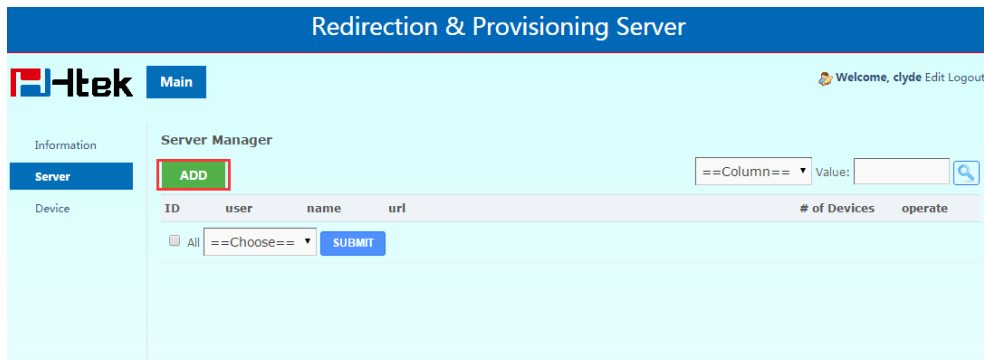 Redirection & Provisioning Server
Htek Main Welcome, clyde Edit Logout
Information
Server
Device
Server Manager
ADD ==Column== Value:
ID user name url # of Devices operate
All ==Choose== SUBMIT